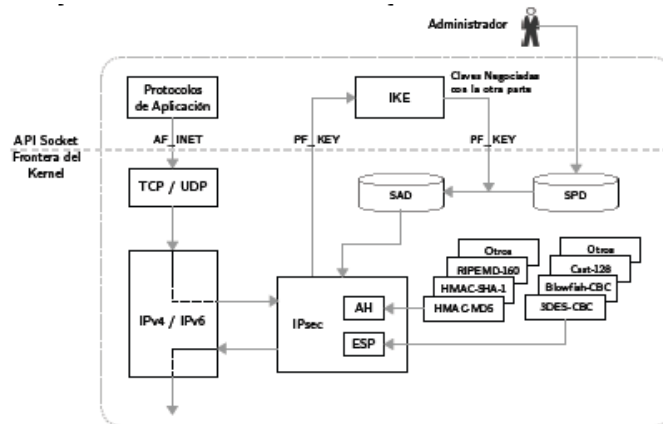 Administrador
Protocolos
de Aplicación
IKE
Claves Negociadas
con la otra parte
API Socket
Frontera del
Kernel
AF_INET
PF_KEY
PF_KEY
TCP / UDP
SAD
SPD
IPv4 / IPv6
IPsec
AH
ESP
Otros
RIPEMD-160
HMAC-SHA-1
HMAC-MD5
Otros
Cast-128
Blowfish-CBC
3DES-CBC